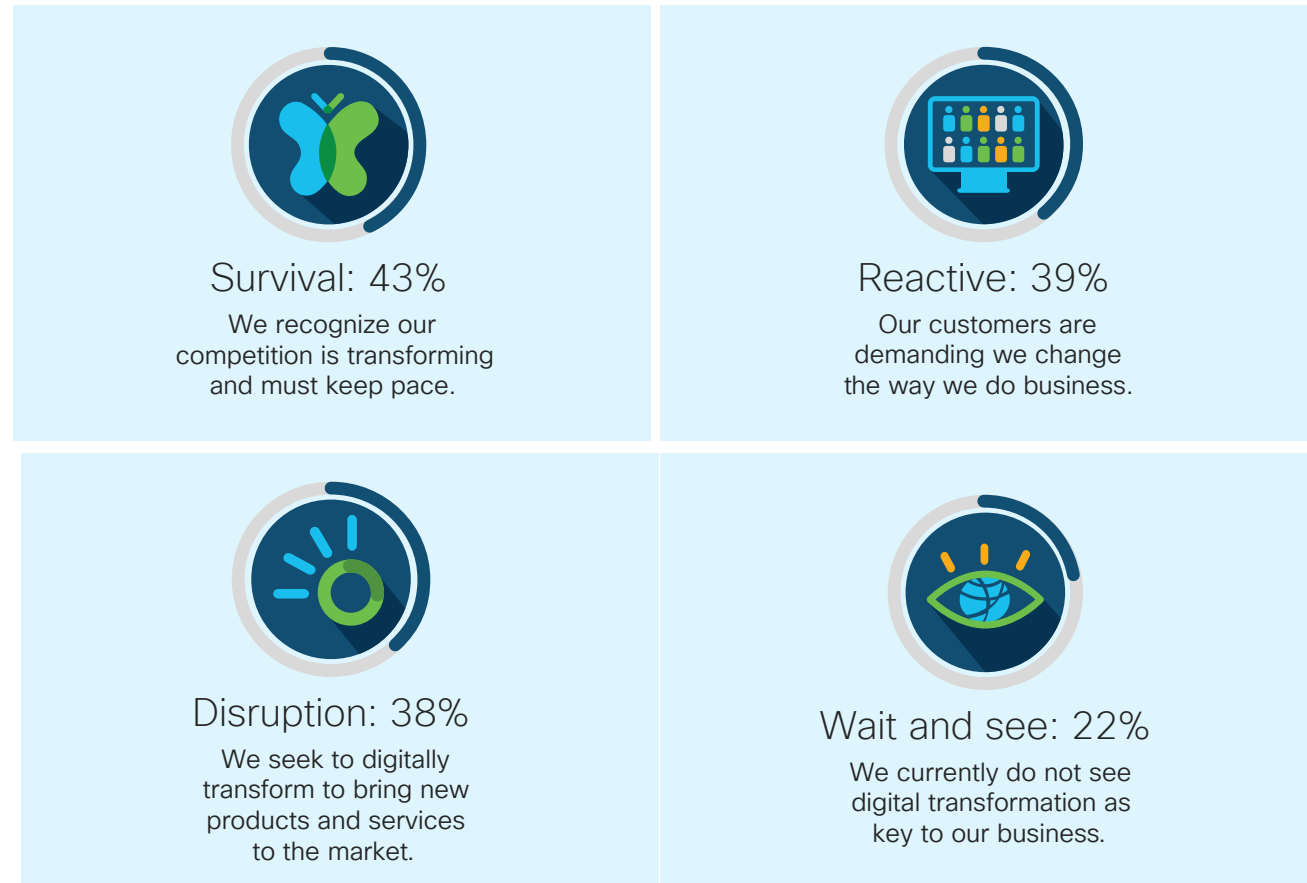 Survival: 43%
We recognize our
competition is transforming
and must keep pace.
Reactive: 39%
Our customers are
demanding we change
the way we do business.
Disruption: 38%
We seek to digitally
transform to bring new
products and services
to the market.
Wait and see: 22%
We currently do not see
digital transformation as
key to our business.